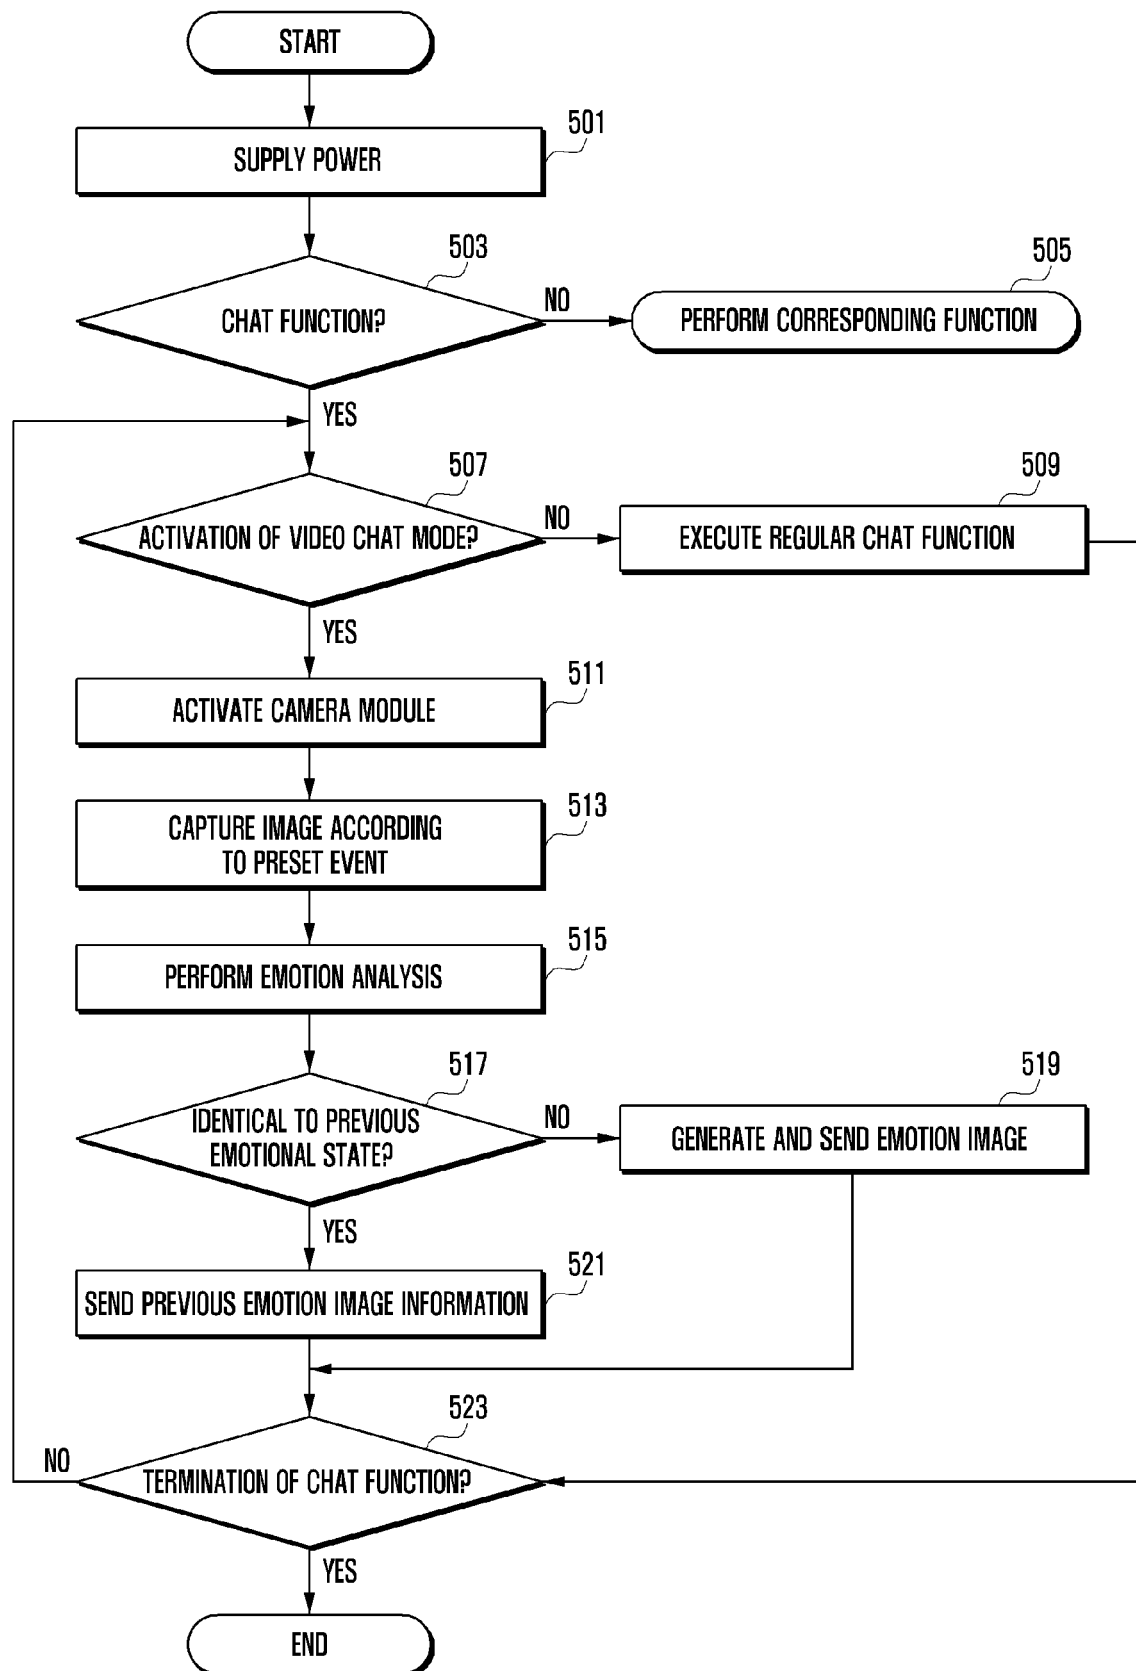 START
501
SUPPLY POWER
503
CHAT FUNCTION?
NO
505
PERFORM CORRESPONDING FUNCTION
YES
507
ACTIVATION OF VIDEO CHAT MODE?
NO
509
EXECUTE REGULAR CHAT FUNCTION
YES
511
ACTIVATE CAMERA MODULE
513
CAPTURE IMAGE ACCORDING
TO PRESET EVENT
515
PERFORM EMOTION ANALYSIS
517
IDENTICAL TO PREVIOUS
EMOTIONAL STATE?
NO
519
GENERATE AND SEND EMOTION IMAGE
YES
521
SEND PREVIOUS EMOTION IMAGE INFORMATION
523
TERMINATION OF CHAT FUNCTION?
NO
YES
END